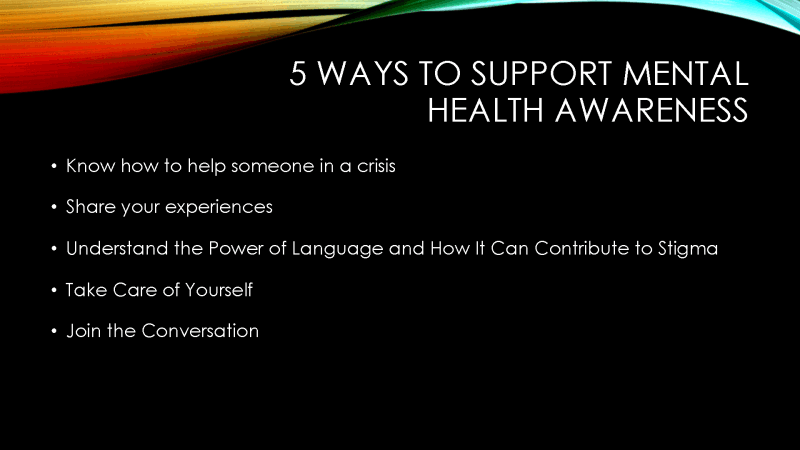 5 WAYS TO SUPPORT MENTAL
HEALTH AWARENESS
• Know how to help someone in a crisis
• Share your experiences
• Understand the Power of Language and How It Can Contribute to Stigma
• Take Care of Yourself
• Join the Conversation